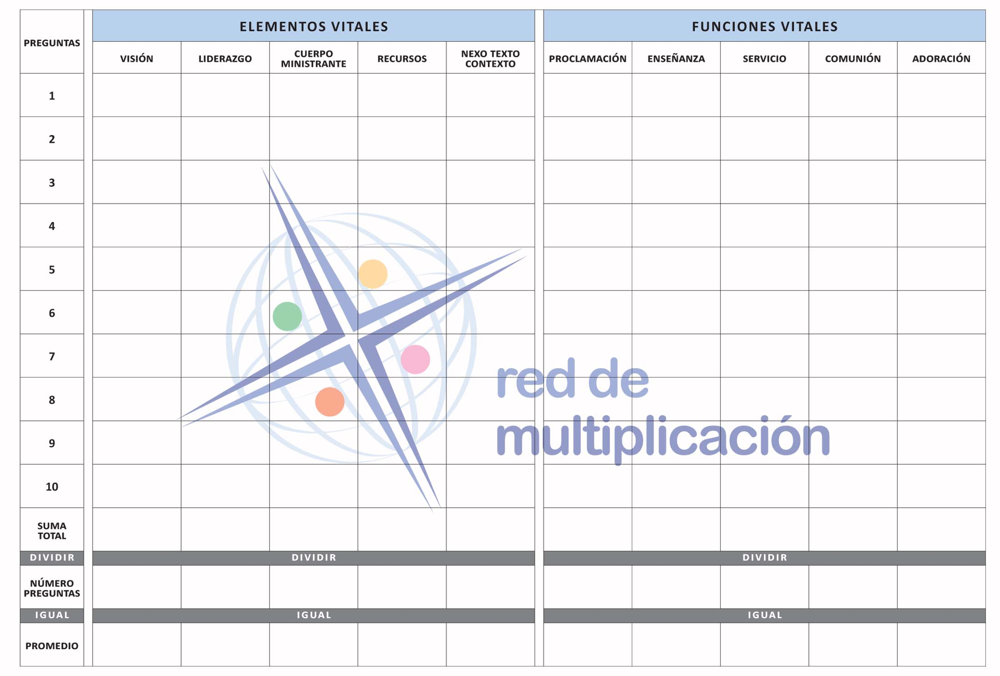 PREGUNTAS
ELEMENTOS VITALES
FUNCIONES VITALES
VISIÓN
LIDERAZGO
CUERPO
MINISTRANTE
RECURSOS
NEXO TEXTO
CONTEXTO
PROCLAMACIÓN
ENSEÑANZA
SERVICIO
COMUNIÓN
ADORACIÓN
1
2
3
4
5
6
7
8
9
10
red de
multiplicación
SUMA
TOTAL
DIVIDIR
DIVIDIR
DIVIDIR
NÚMERO
PREGUNTAS
IGUAL
IGUAL
IGUAL
PROMEDIO